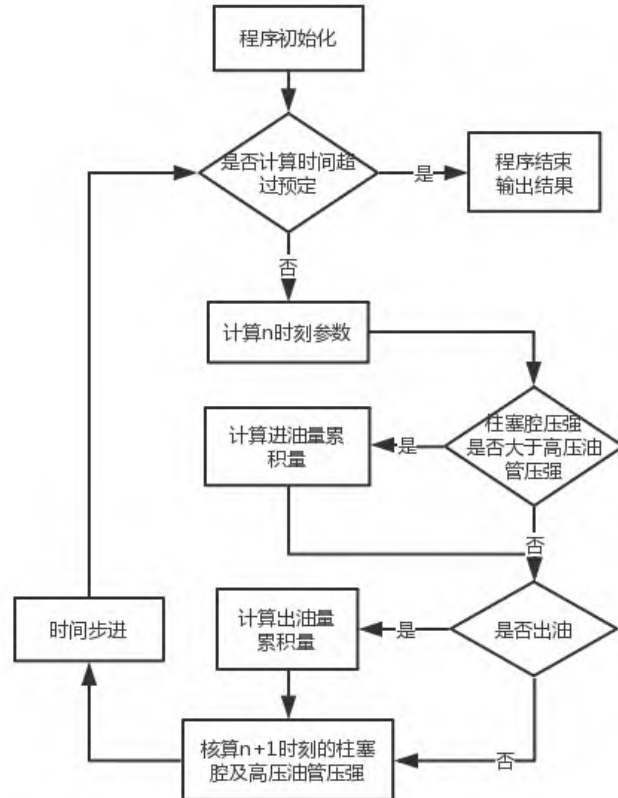 程序初始化
是否计算时间超
过预定
是
程序结束
输出结果
否
计算n时刻参数
柱塞腔压强
是否大于高压油
管压强
是
计算进油量累
积量
否
是否出油
是
计算出油量
累积量
时间步进
否
核算n+1时刻的柱塞
腔及高压油管压强